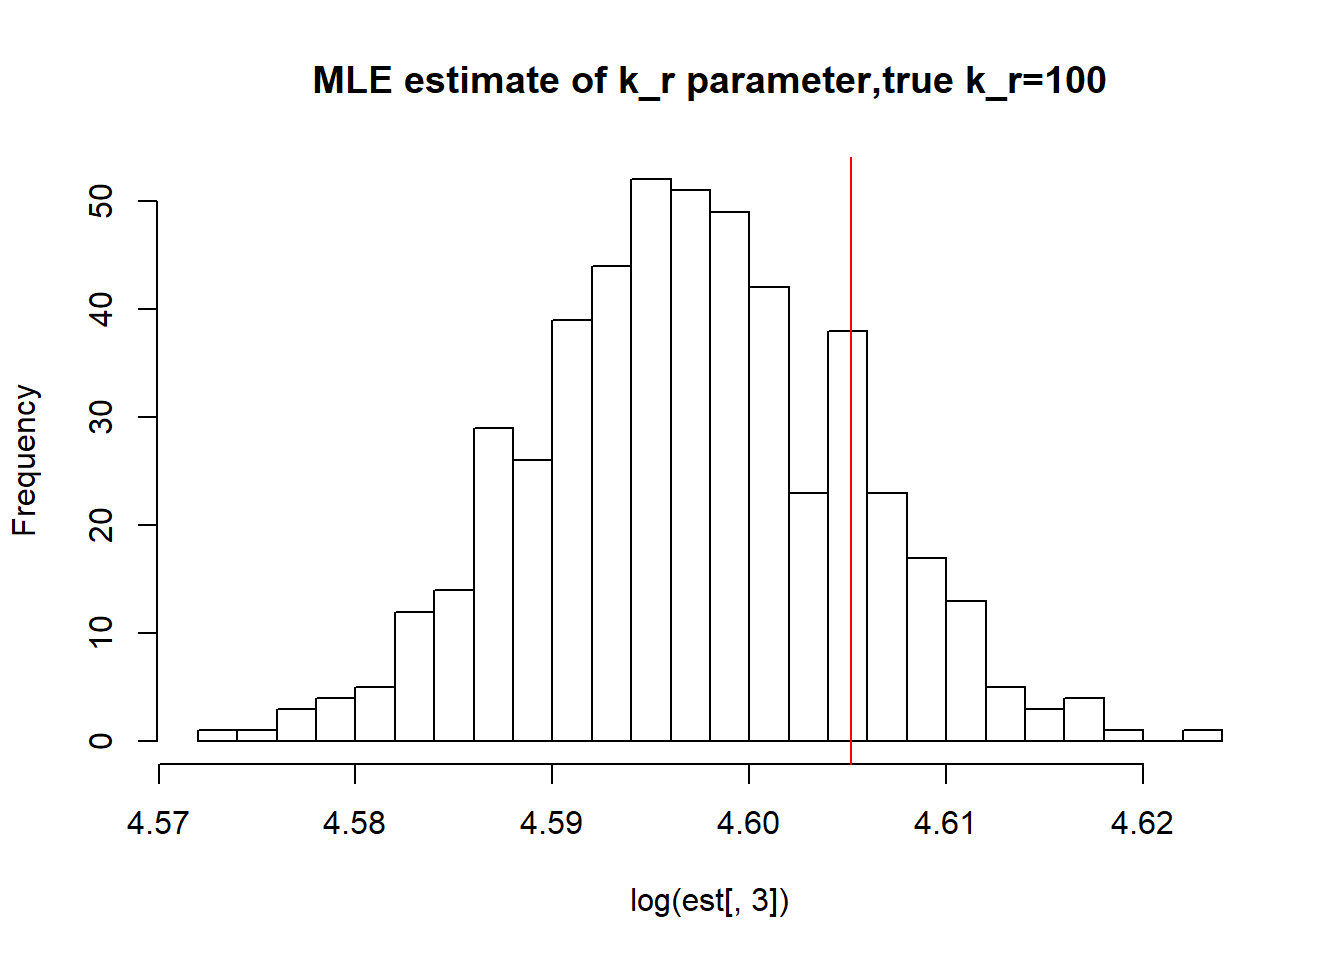 MLE estimate of k_r parameter,true k_r=100
Frequency
50
40
30
20
10
0
4.57 4.58 4.59 4.60 4.61 4.62
log(est[, 3])